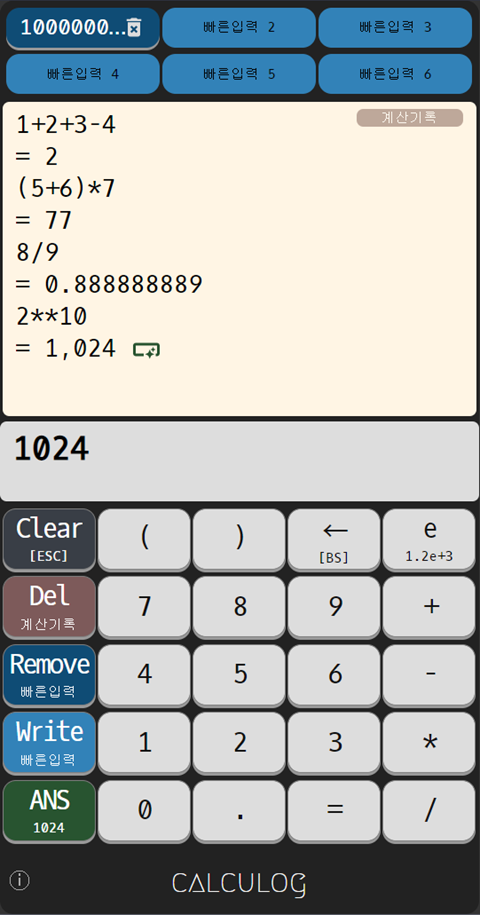 1000000... 빠른입력 2 빠른입력 3
빠른입력 4 빠른입력 5 빠른입력 6
계산기록
1+2+3-4
= 2
(5+6)*7
= 77
8/9
= 0.888888889
2**10
= 1,024
1024
Clear ( ) ← e
[ESC] [BS] 1.2e+3
Del 7 8 9 +
계산기록
Remove 4 5 6 -
빠른입력
Write 1 2 3 *
빠른입력
ANS 0 . = /
1024
CALCULOG